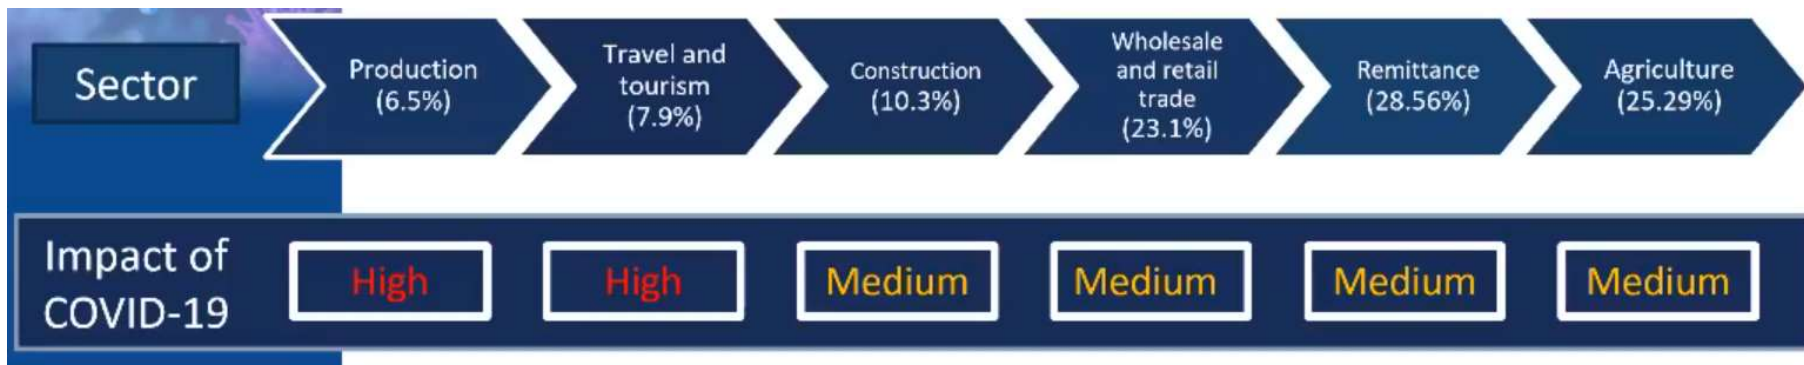 Sector
Production
(6.5%)
Travel and
tourism
(7.9%)
Construction
(10.3%)
Wholesale
and retail
trade
(23.1%)
Remittance
(28.56%)
Agriculture
(25.29%)
Impact of
COVID-19
High
High
Medium
Medium
Medium
Medium